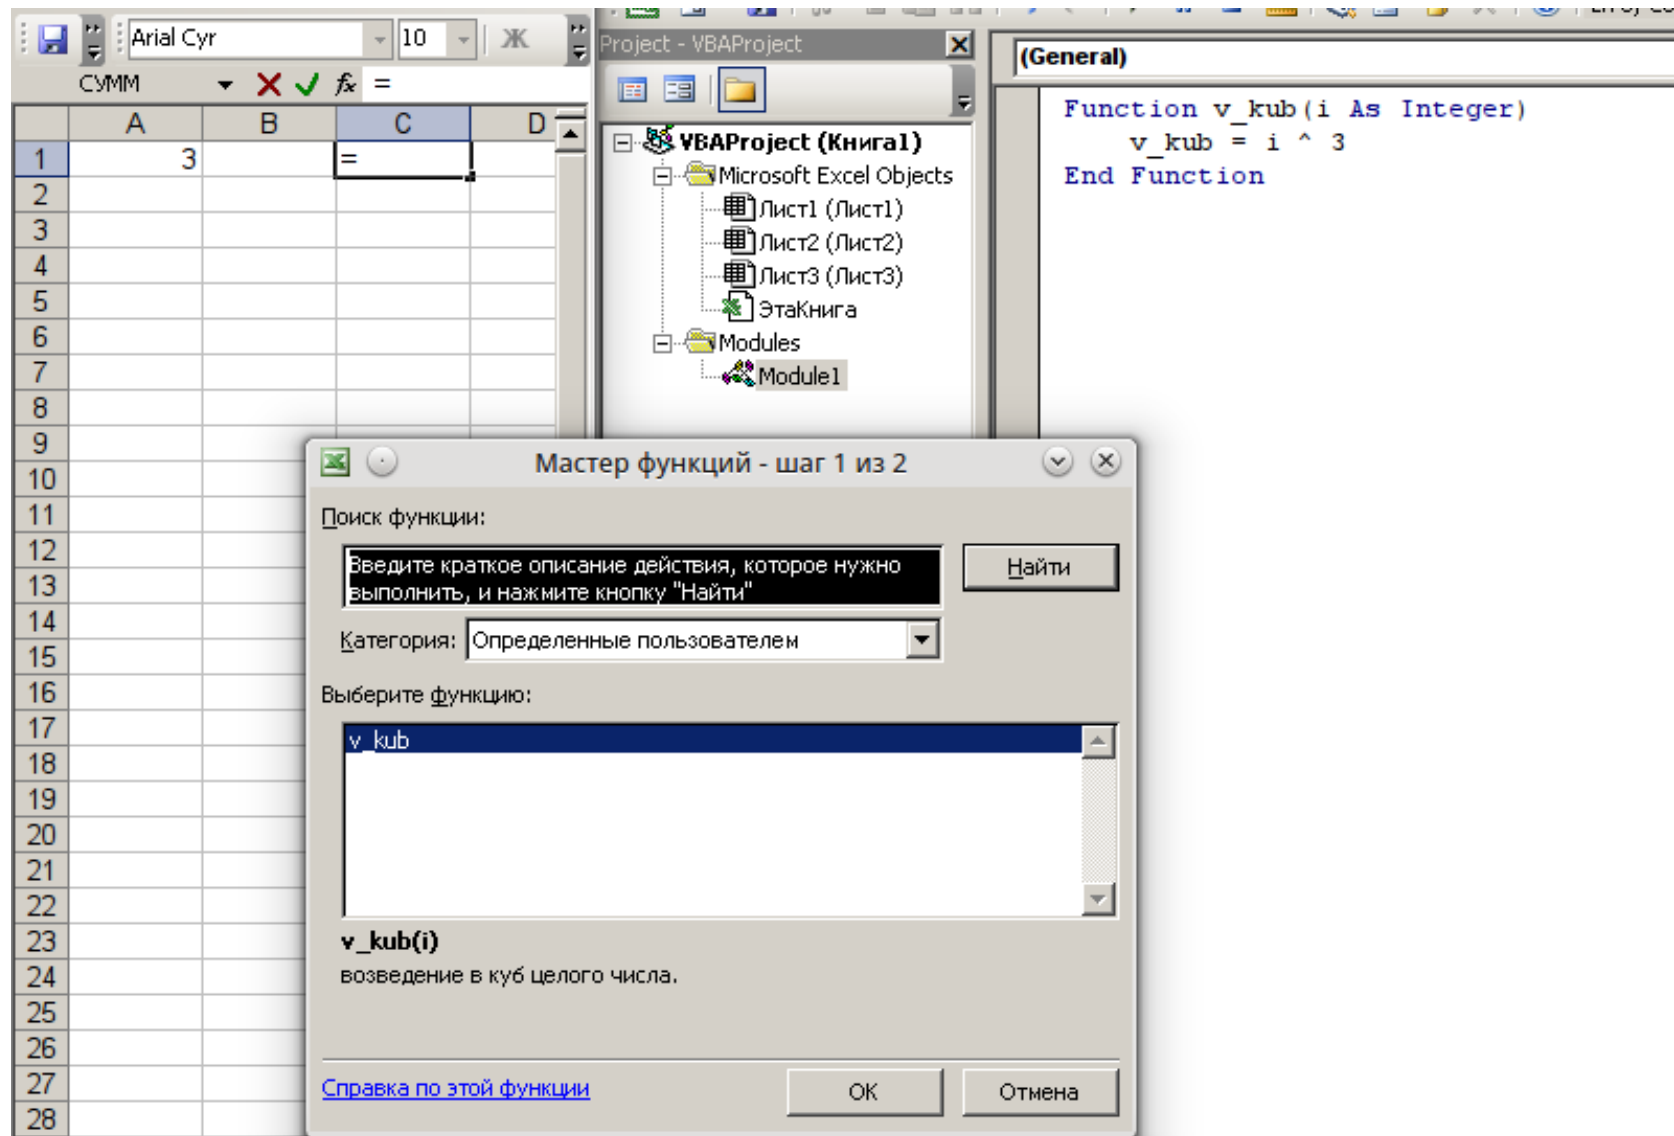 Arial Cyr
10
Ж
СУММ
fx
=
A
B
C
D
1
3
=
2
3
4
5
6
7
8
9
10
11
12
13
14
15
16
17
18
19
20
21
22
23
24
25
26
27
28
Project - VBAProject
VBAProject (Книга1)
Microsoft Excel Objects
Лист1 (Лист1)
Лист2 (Лист2)
Лист3 (Лист3)
ЭтаКнига
Modules
Module1
(General)
Function v_kub(i As Integer)
v_kub = i ^ 3
End Function
Мастер функций - шаг 1 из 2
Поиск функции:
Введите краткое описание действия, которое нужно
выполнить, и нажмите кнопку "Найти"
Найти
Категория:
Определенные пользователем
Выберите функцию:
v_kub
v_kub(i)
возведение в куб целого числа.
Справка по этой функции
ОК
Отмена